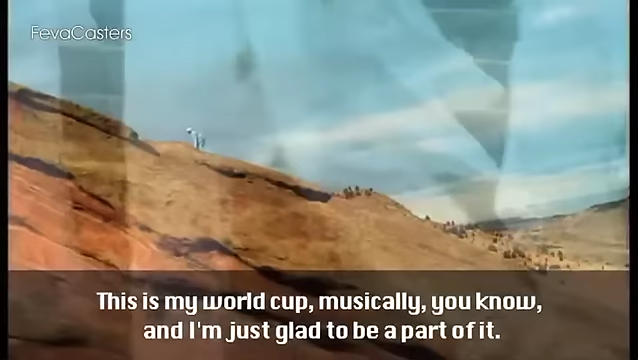 FevaCasters
This is my world cup, musically, you know,
and I'm just glad to be a part of it.